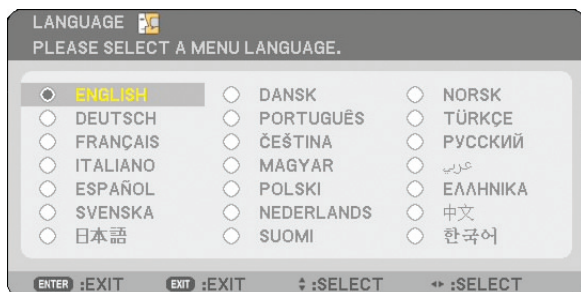 LANGUAGE
PLEASE SELECT A MENU LANGUAGE.
ENGLISH DANSK NORSK
DEUTSCH PORTUGUÊS TÜRKÇE
FRANÇAIS ČEŠTINA РУССКИЙ
ITALIANO MAGYAR عربي
ESPAÑOL POLSKI ΕΛΛΗΝΙΚΑ
SVENSKA NEDERLANDS 中文
日本語 SUOMI 한국어
ENTER :EXIT EXIT :EXIT :SELECT :SELECT